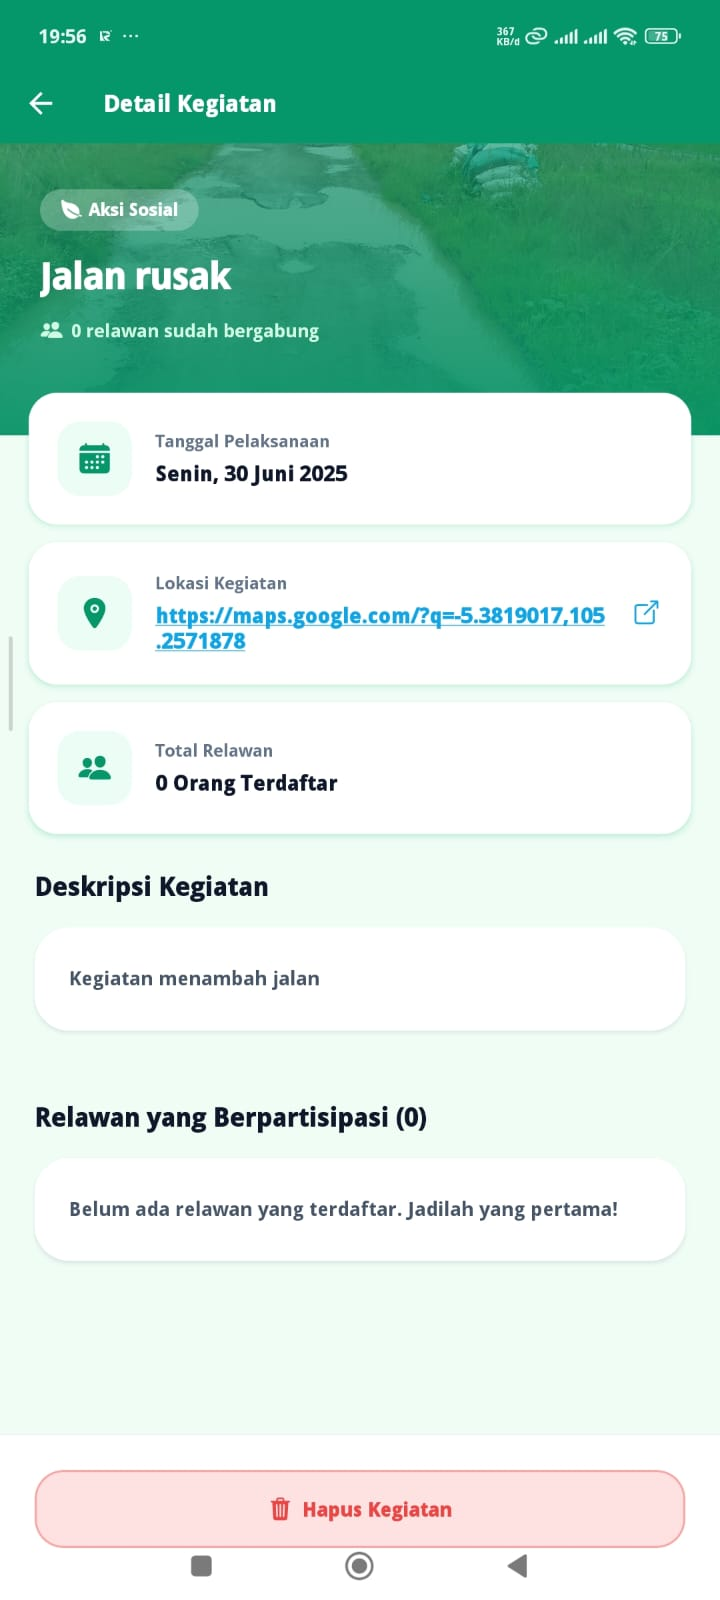 19:56
367
KB/d
75
Detail Kegiatan
Aksi Sosial
Jalan rusak
0 relawan sudah bergabung
Tanggal Pelaksanaan
Senin, 30 Juni 2025
Lokasi Kegiatan
https://maps.google.com/?q=-5.3819017,105
.2571878
Total Relawan
0 Orang Terdaftar
Deskripsi Kegiatan
Kegiatan menambah jalan
Relawan yang Berpartisipasi (0)
Belum ada relawan yang terdaftar. Jadilah yang pertama!
Hapus Kegiatan